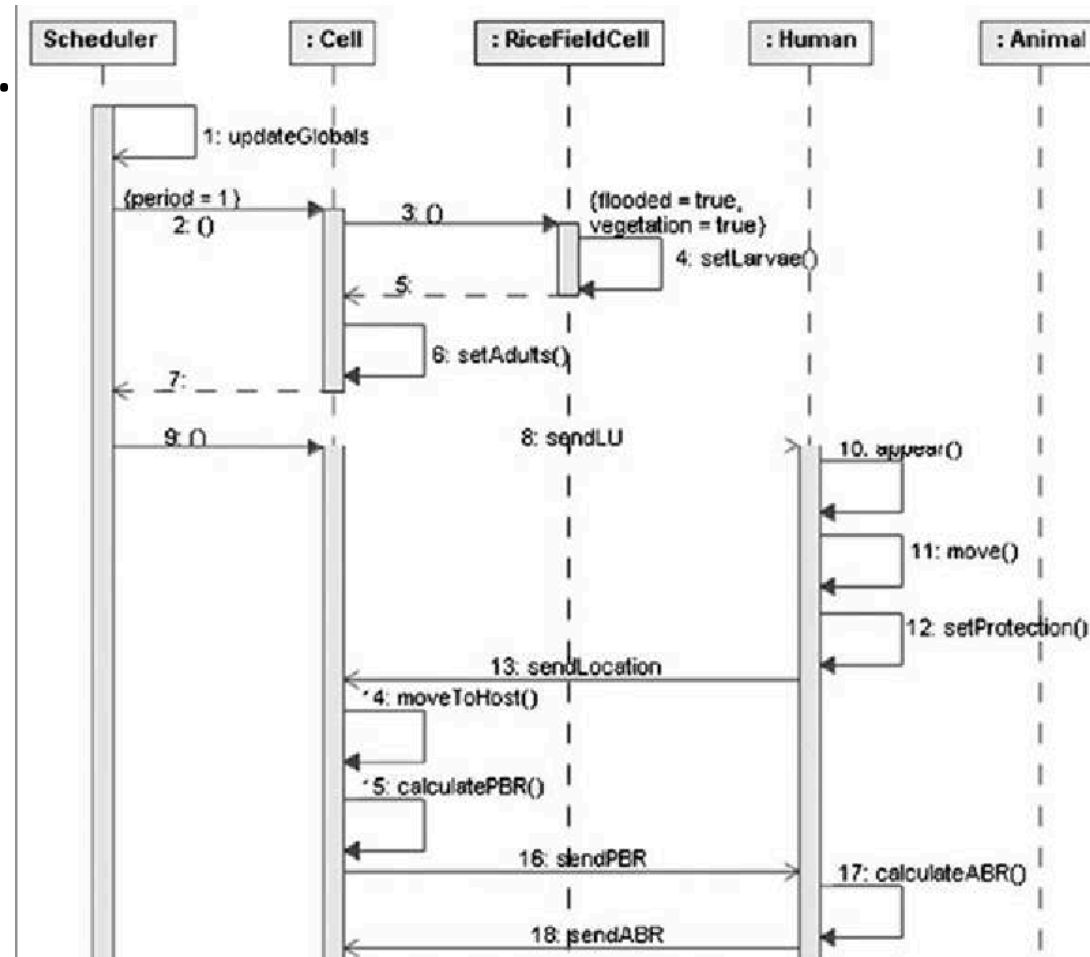 Scheduler
: Cell
: RiceFieldCell
: Human
: Animal
1: updateGlobals
{period = 1 }
2: ()
3: ()
{flooded = true,
vegetation = true}
4: setLarvae()
5:
6: setAdults()
7:
9: ()
8: sendLU
10: appear()
11: move()
12: setProtection()
13: sendLocation
14: moveToHost()
15: calculatePBR()
16: sendPBR
17: calculateABR()
18: sendABR